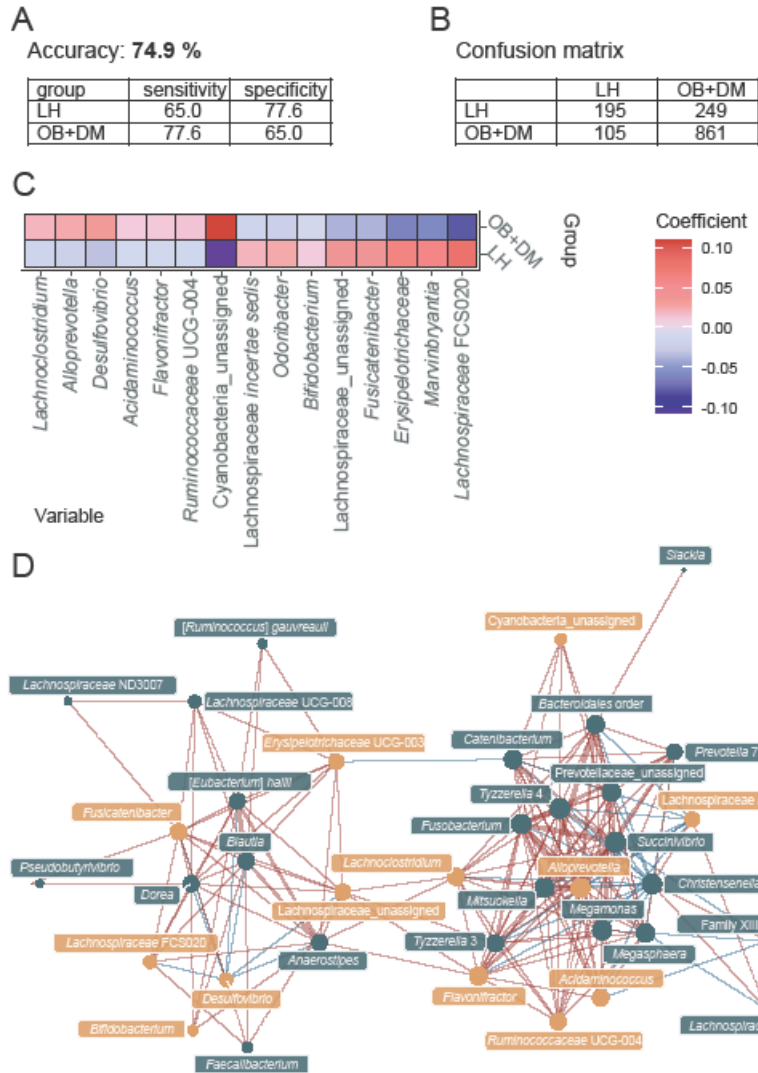 A
Accuracy: 74.9 %
group sensitivity specificity
LH 65.0 77.6
OB+DM 77.6 65.0
B
Confusion matrix
LH OB+DM
LH 195 249
OB+DM 105 861
C
OB+DM
LH
Group
Coefficient
0.10
0.05
0.00
-0.05
-0.10
Lachnoclostridium
Alloprevotella
Desulfovibrio
Acidaminococcus
Flavonifractor
Ruminococcaceae UCG-004
Cyanobacteria_unassigned
Lachnospiraceae incertae sedis
Odoribacter
Bifidobacterium
Lachnospiraceae_unassigned
Fusicatenibacter
Erysipelotrichaceae
Marvinbryantia
Lachnospiraceae FCS020
Variable
D
Slackia
[Ruminococcus] gauvreauii
Cyanobacteria_unassigned
Lachnospiraceae ND3007
Lachnospiraceae UCG-008
Bacteroidales order
Erysipelotrichaceae UCG-003
Catenibacterium
Prevotella 7
[Eubacterium] hallii
Prevotellaceae_unassigned
Tyzzerella 4
Lachnospiraceae
Fusicatenibacter
Fusobacterium
Blautia
Succinivibrio
Pseudobutyrivibrio
Lachnoclostridium
Alloprevotella
Dorea
Mitsuokella
Christensenella
Lachnospiraceae_unassigned
Megamonas
Family XIII
Lachnospiraceae FCS020
Anaerostipes
Tyzzerella 3
Megasphaera
Desulfovibrio
Flavonifractor
Acidaminococcus
Bifidobacterium
Lachnospirac
Faecalibacterium
Ruminococcaceae UCG-004